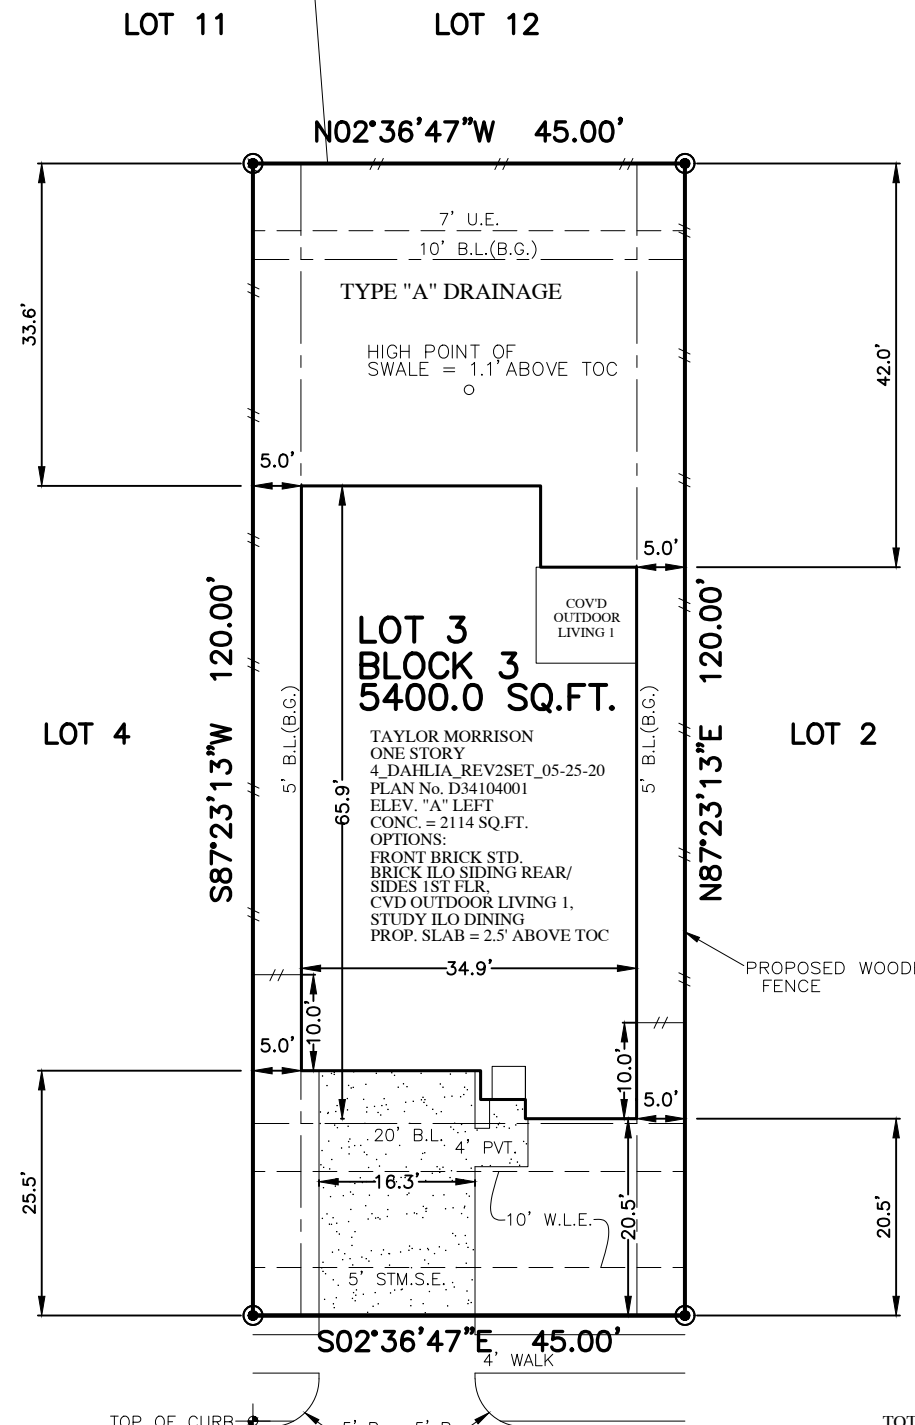 LOT 11
LOT 12
N02°36'47"W 45.00'
7' U.E.
10' B.L.(B.G.)
TYPE "A" DRAINAGE
33.6'
42.0'
HIGH POINT OF
SWALE = 1.1' ABOVE TOC
5.0'
5.0'
COV'D
OUTDOOR
LIVING 1
LOT 3
BLOCK 3
5400.0 SQ.FT.
S87°23'13"W 120.00'
N87°23'13"E 120.00'
5' B.L.(B.G.)
5' B.L.(B.G.)
LOT 4
LOT 2
65.9'
TAYLOR MORRISON
ONE STORY
4_DAHLIA_REV2SET_05-25-20
PLAN No. D34104001
ELEV. "A" LEFT
CONC. = 2114 SQ.FT.
OPTIONS:
FRONT BRICK STD.
BRICK ILO SIDING REAR/
SIDES 1ST FLR,
CVD OUTDOOR LIVING 1,
STUDY ILO DINING
PROP. SLAB = 2.5' ABOVE TOC
34.9'
PROPOSED
FENCE
10.0'
10.0'
5.0'
5.0'
20' B.L.
4' PVT.
16.3'
25.5'
20.5'
20.5'
10' W.L.E.
5' STM.S.E.
S02°36'47"E 45.00'
4' WALK
TOP OF CURB